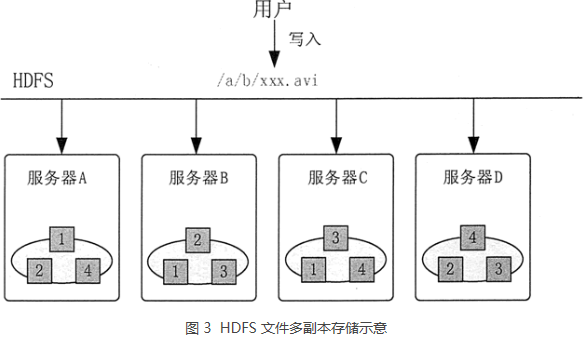 用户
写入
HDFS /a/b/xxx.avi
服务器A 服务器B 服务器C 服务器D
1 2 3 4
2 4 1 3 1 4 2 3
图 3 HDFS 文件多副本存储示意